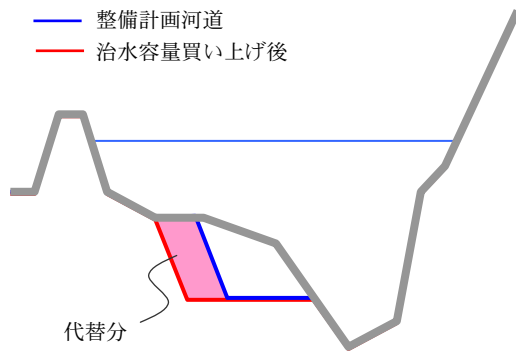 整備計画河道
治水容量買い上げ後
代替分